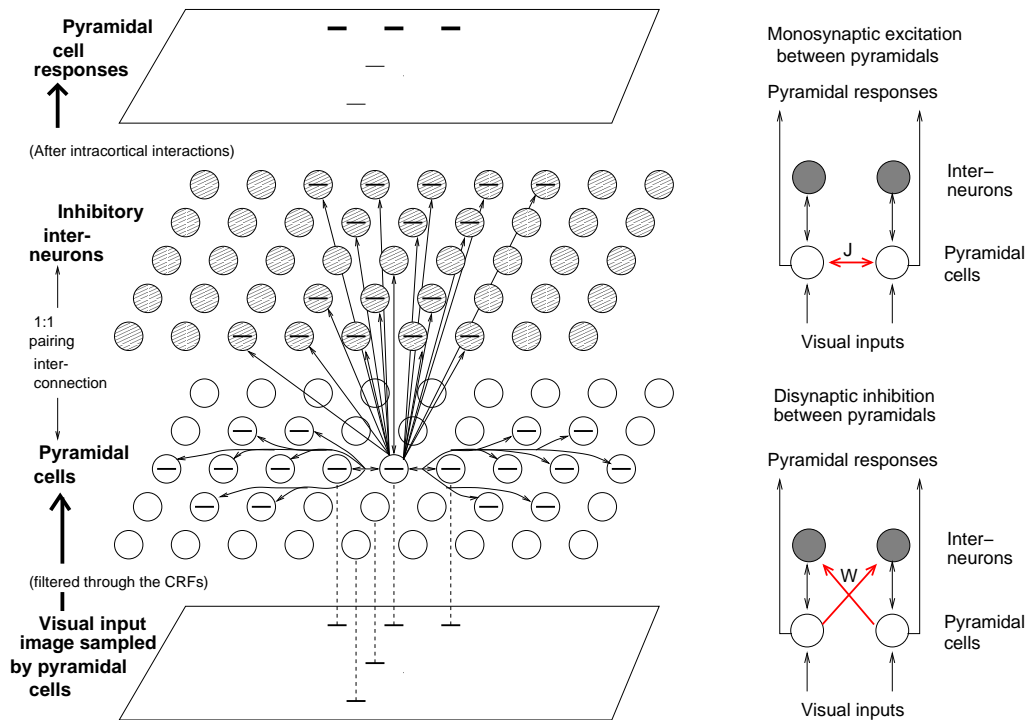 Pyramidal
cell
responses
(After intracortical interactions)
Inhibitory
inter-
neurons
1:1
pairing
inter-
connection
Pyramidal
cells
(filtered through the CRFs)
Visual input
image sampled
by pyramidal
cells
Monosynaptic excitation
between pyramidals
Pyramidal responses
Inter–
neurons
J
Pyramidal
cells
Visual inputs
Disynaptic inhibition
between pyramidals
Pyramidal responses
Inter–
neurons
W
Pyramidal
cells
Visual inputs